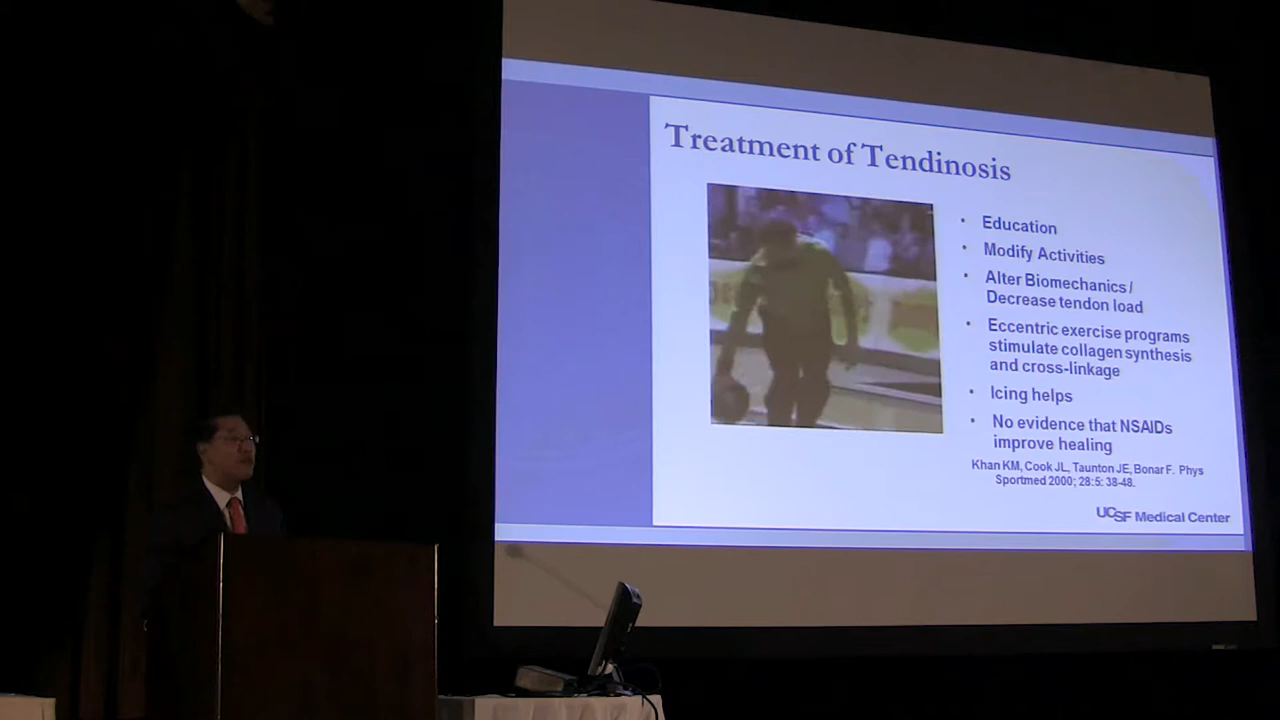 Treatment of Tendinosis
• Education
• Modify Activities
• Alter Biomechanics /
Decrease tendon load
• Eccentric exercise programs
stimulate collagen synthesis
and cross-linkage
• Icing helps
• No evidence that NSAIDs
improve healing
Khan KM, Cook JL, Taunton JE, Bonar F. Phys
Sportmed 2000; 28:5: 38-48.
UCSF Medical Center